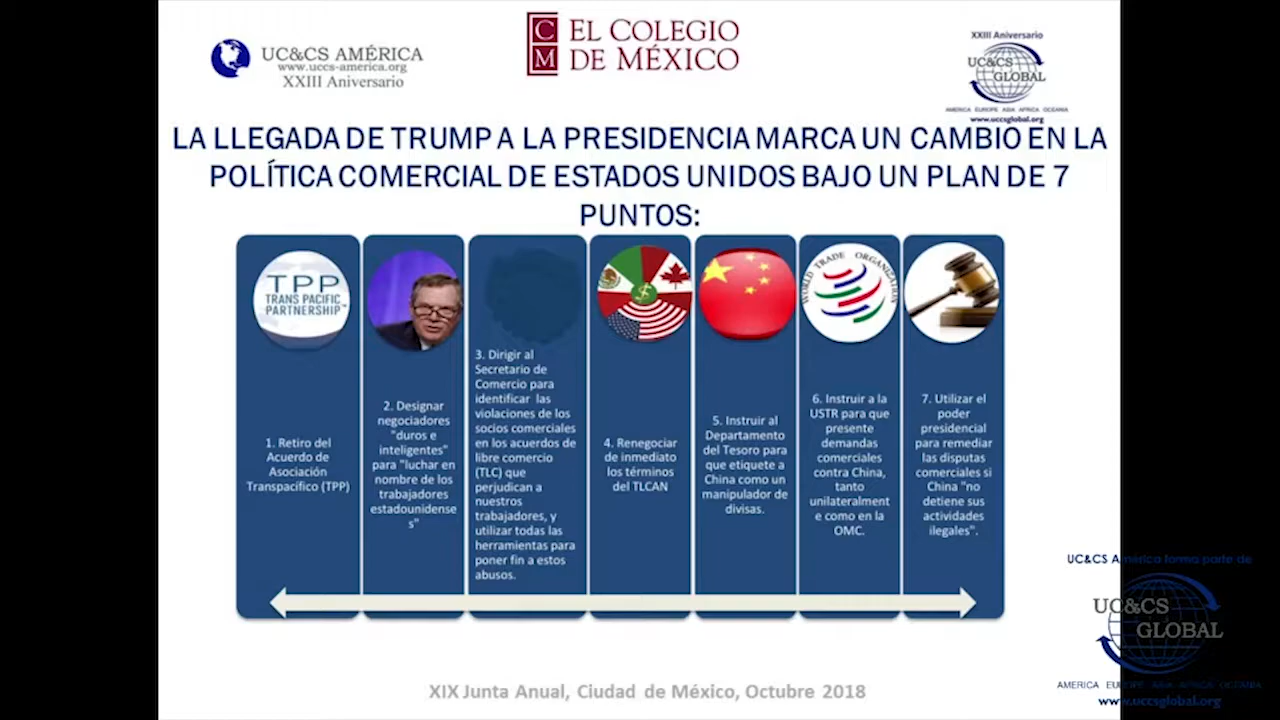 UC&CS AMÉRICA
www.uccs-america.org
XXIII Aniversario
CM
EL COLEGIO
DE MÉXICO
XXIII Aniversario
UC&CS
GLOBAL
AMERICA EUROPE ASIA AFRICA OCEANIA
www.uccsglobal.org
LA LLEGADA DE TRUMP A LA PRESIDENCIA MARCA UN CAMBIO EN LA
POLÍTICA COMERCIAL DE ESTADOS UNIDOS BAJO UN PLAN DE 7
PUNTOS:
TPP
TRANS PACIFIC
PARTNERSHIP™
1. Retiro del
Acuerdo de
Asociación
Transpacífico (TPP)
2. Designar
negociadores
"duros e
inteligentes"
para "luchar en
nombre de los
trabajadores
estadounidense
s"
3. Dirigir al
Secretario de
Comercio para
identificar las
violaciones de los
socios comerciales
en los acuerdos de
libre comercio
(TLC) que
perjudican a
nuestros
trabajadores, y
utilizar todas las
herramientas para
poner fin a estos
abusos.
4. Renegociar
de inmediato
los términos
del TLCAN
5. Instruir al
Departamento
del Tesoro para
que etiquete a
China como un
manipulador de
divisas.
WORLD TRADE ORGANIZATION
6. Instruir a la
USTR para que
presente
demandas
comerciales
contra China,
tanto
unilateralment
e como en la
OMC.
7. Utilizar el
poder
presidencial
para remediar
las disputas
comerciales si
China "no
detiene sus
actividades
ilegales".
XIX Junta Anual, Ciudad de México, Octubre 2018
UC&CS America forma parte de
UC&CS
GLOBAL
AMERICA EUROPE ASIA AFRICA OCEANIA
www.uccsglobal.org